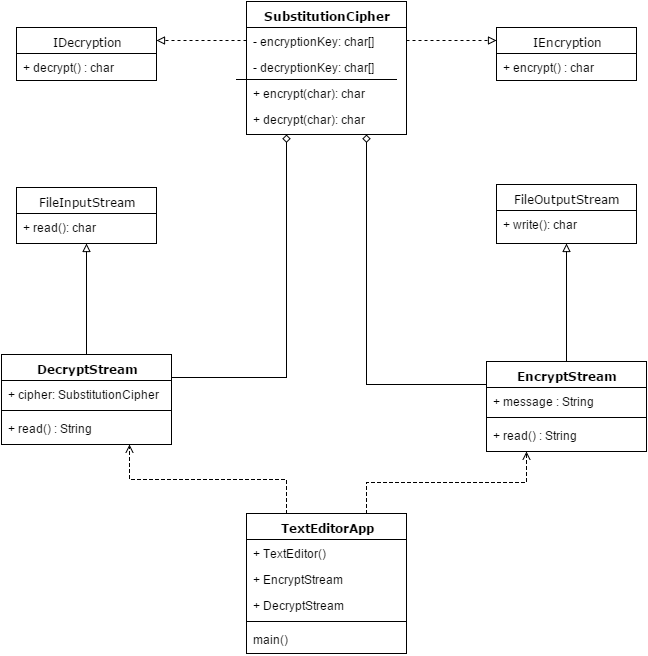 SubstitutionCipher
- encryptionKey: char[]
- decryptionKey: char[]
+ encrypt(char): char
+ decrypt(char): char
IDecryption
+ decrypt() : char
IEncryption
+ encrypt() : char
FileInputStream
+ read(): char
FileOutputStream
+ write(): char
DecryptStream
+ cipher: SubstitutionCipher
+ read() : String
EncryptStream
+ message : String
+ read() : String
TextEditorApp
+ TextEditor()
+ EncryptStream
+ DecryptStream
main()